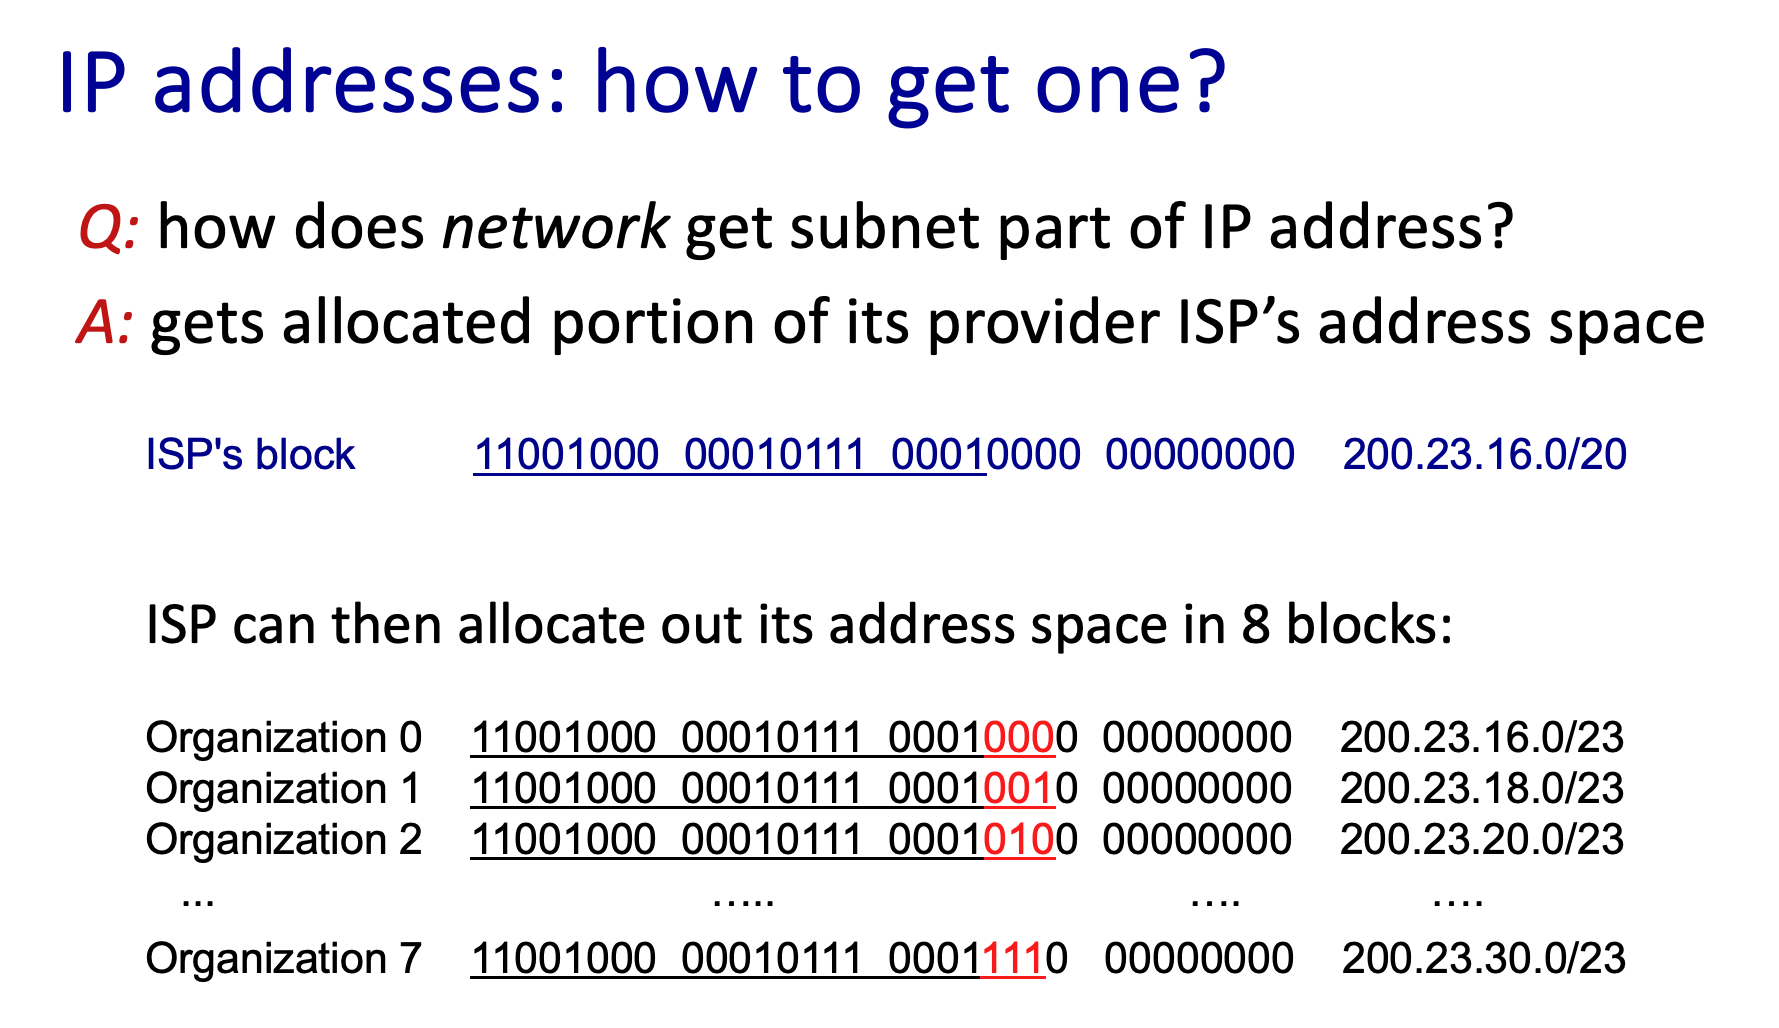 IP addresses: how to get one?
Q: how does network get subnet part of IP address?
A: gets allocated portion of its provider ISP’s address space
ISP's block 11001000 00010111 00010000 00000000 200.23.16.0/20
ISP can then allocate out its address space in 8 blocks:
Organization 0 11001000 00010111 00010000 00000000 200.23.16.0/23
Organization 1 11001000 00010111 00010010 00000000 200.23.18.0/23
Organization 2 11001000 00010111 00010100 00000000 200.23.20.0/23
... ..... .... ....
Organization 7 11001000 00010111 00011110 00000000 200.23.30.0/23